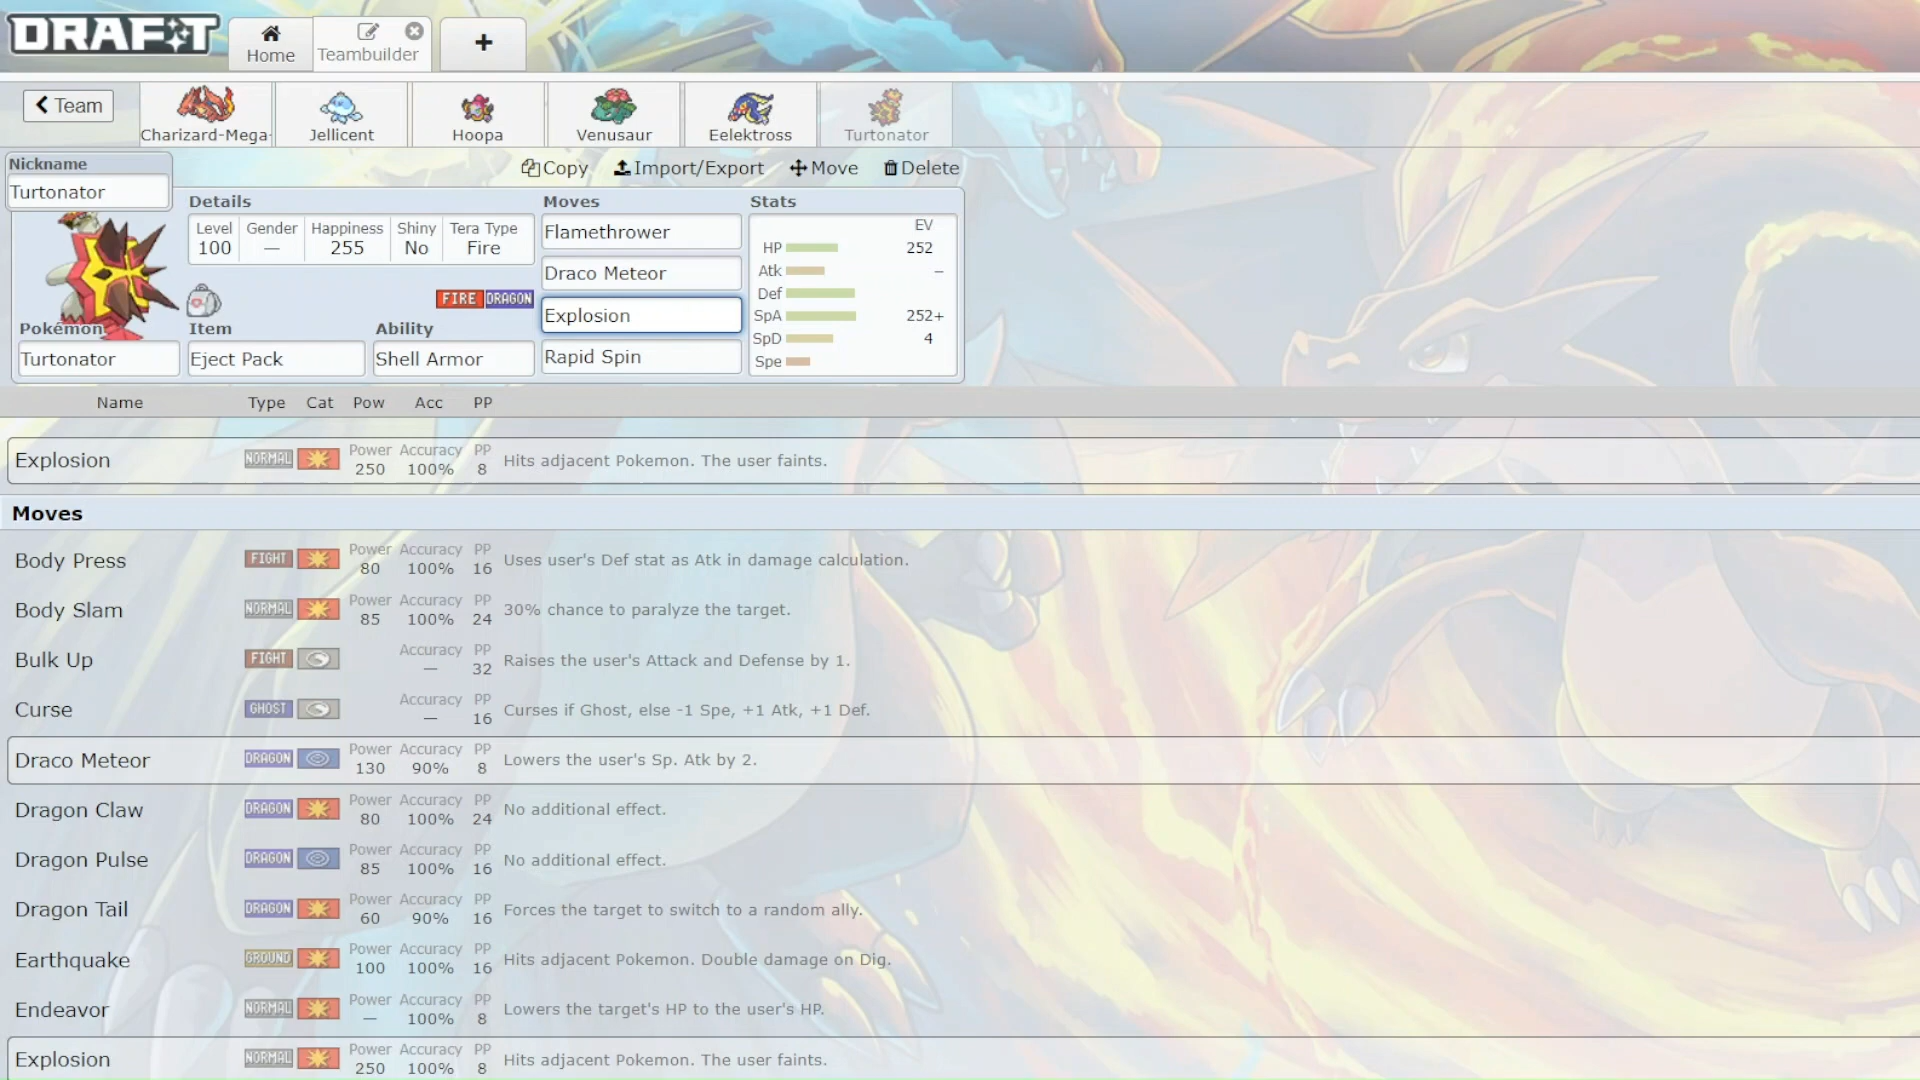 DRAFT
Home
Teambuilder
+
Team
Charizard-Mega-
Jellicent
Hoopa
Venusaur
Eelektross
Turtonator
Nickname
Turtonator
Copy
Import/Export
Move
Delete
Details
Moves
Stats
Level Gender Happiness Shiny Tera Type
100 — 255 No Fire
FIRE DRAGON
Pokémon
Turtonator
Item
Eject Pack
Ability
Shell Armor
Flamethrower
Draco Meteor
Explosion
Rapid Spin
EV
HP 252
Atk –
Def
SpA 252+
SpD 4
Spe
Name Type Cat Pow Acc PP
Explosion NORMAL Power 250 Accuracy 100% PP 8 Hits adjacent Pokemon. The user faints.
Moves
Body Press FIGHT Power 80 Accuracy 100% PP 16 Uses user's Def stat as Atk in damage calculation.
Body Slam NORMAL Power 85 Accuracy 100% PP 24 30% chance to paralyze the target.
Bulk Up FIGHT Accuracy — PP 32 Raises the user's Attack and Defense by 1.
Curse GHOST Accuracy — PP 16 Curses if Ghost, else -1 Spe, +1 Atk, +1 Def.
Draco Meteor DRAGON Power 130 Accuracy 90% PP 8 Lowers the user's Sp. Atk by 2.
Dragon Claw DRAGON Power 80 Accuracy 100% PP 24 No additional effect.
Dragon Pulse DRAGON Power 85 Accuracy 100% PP 16 No additional effect.
Dragon Tail DRAGON Power 60 Accuracy 90% PP 16 Forces the target to switch to a random ally.
Earthquake GROUND Power 100 Accuracy 100% PP 16 Hits adjacent Pokemon. Double damage on Dig.
Endeavor NORMAL Power — Accuracy 100% PP 8 Lowers the target's HP to the user's HP.
Explosion NORMAL Power 250 Accuracy 100% PP 8 Hits adjacent Pokemon. The user faints.